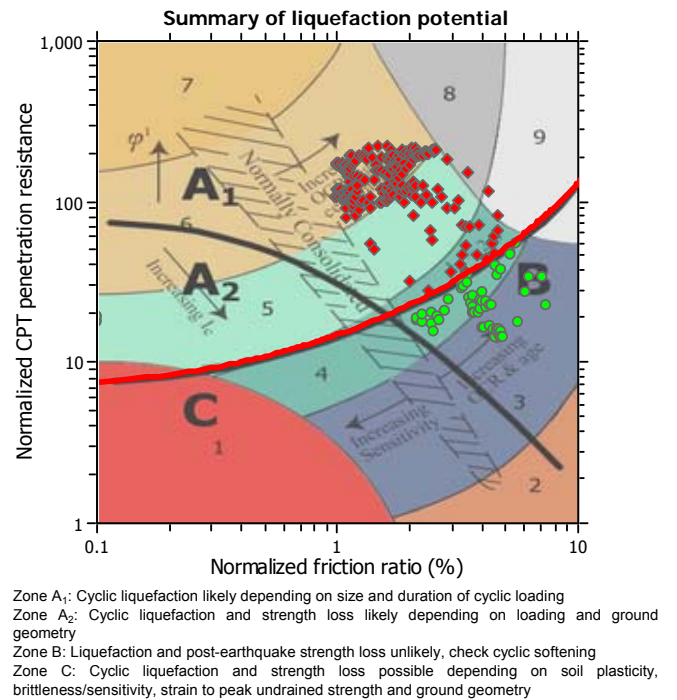 Summary of liquefaction potential
Normalized CPT penetration resistance
1,000
100
10
1
0.1
1
10
Normalized friction ratio (%)
7
8
9
φ'
A1
6
A2
5
4
B
C
1
3
2
Normally Consolidated
Increasing Ic
Increasing
OCR & age
Increasing
Sensitivity
Zone A1: Cyclic liquefaction likely depending on size and duration of cyclic loading
Zone A2: Cyclic liquefaction and strength loss likely depending on loading and ground
geometry
Zone B: Liquefaction and post-earthquake strength loss unlikely, check cyclic softening
Zone C: Cyclic liquefaction and strength loss possible depending on soil plasticity,
brittleness/sensitivity, strain to peak undrained strength and ground geometry